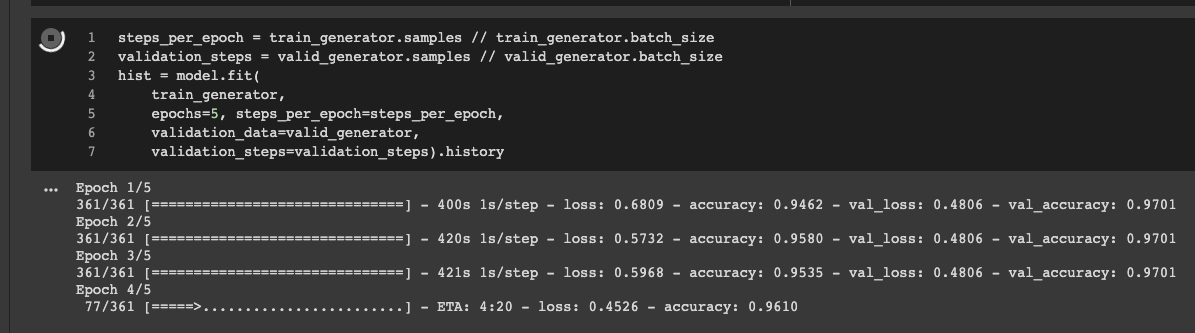 1 steps_per_epoch = train_generator.samples // train_generator.batch_size
2 validation_steps = valid_generator.samples // valid_generator.batch_size
3 hist = model.fit(
4 train_generator,
5 epochs=5, steps_per_epoch=steps_per_epoch,
6 validation_data=valid_generator,
7 validation_steps=validation_steps).history
... Epoch 1/5
361/361 [==============================] - 400s 1s/step - loss: 0.6809 - accuracy: 0.9462 - val_loss: 0.4806 - val_accuracy: 0.9701
Epoch 2/5
361/361 [==============================] - 420s 1s/step - loss: 0.5732 - accuracy: 0.9580 - val_loss: 0.4806 - val_accuracy: 0.9701
Epoch 3/5
361/361 [==============================] - 421s 1s/step - loss: 0.5968 - accuracy: 0.9535 - val_loss: 0.4806 - val_accuracy: 0.9701
Epoch 4/5
77/361 [=====>........................] - ETA: 4:20 - loss: 0.4526 - accuracy: 0.9610